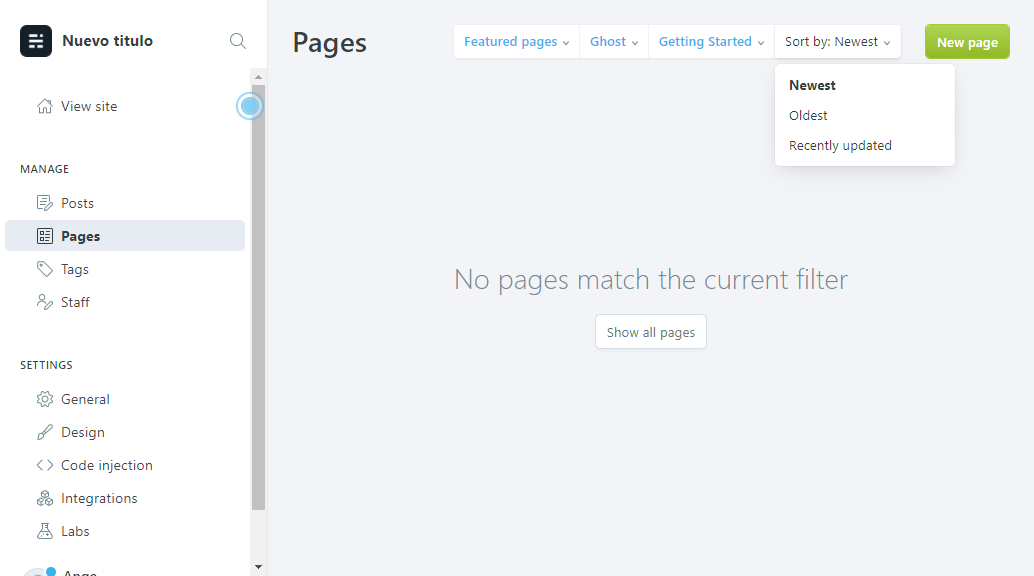 Nuevo titulo
View site
MANAGE
Posts
Pages
Tags
Staff
SETTINGS
General
Design
Code injection
Integrations
Labs
Ange
Pages
Featured pages
Ghost
Getting Started
Sort by: Newest
New page
Newest
Oldest
Recently updated
No pages match the current filter
Show all pages